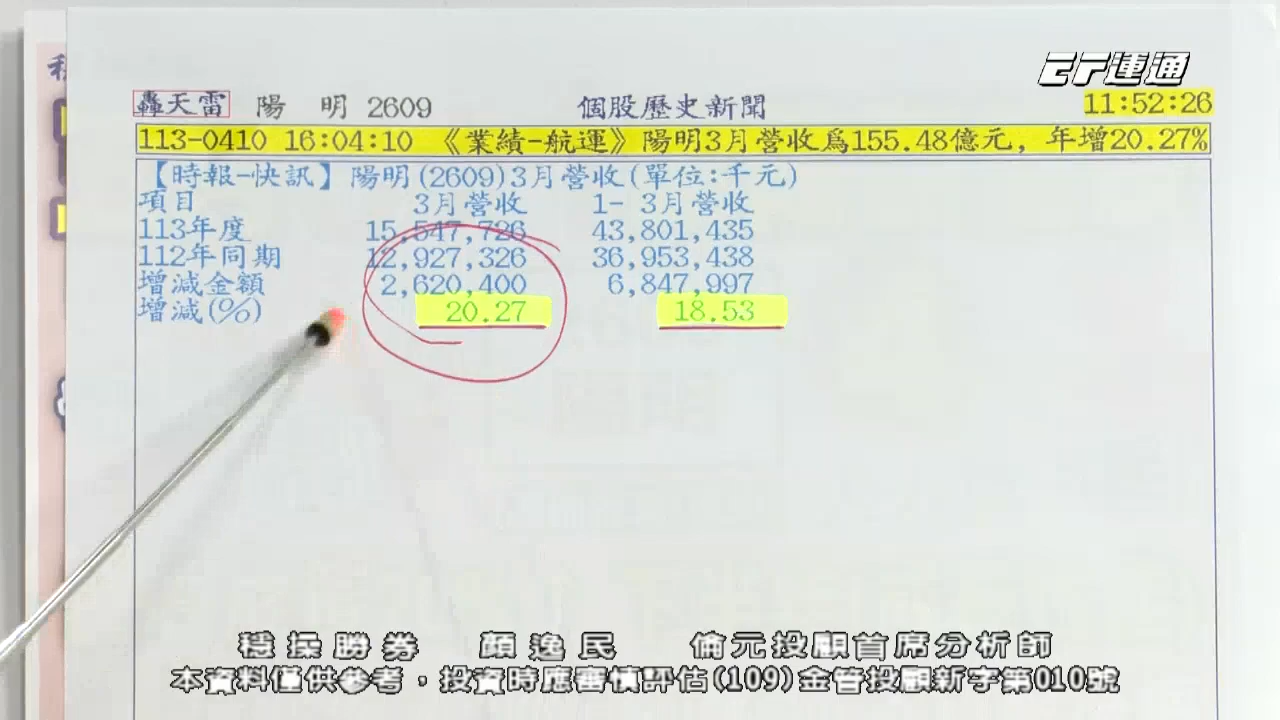 EF運通
轟天雷 陽 明 2609 個股歷史新聞 11:52:26
113-0410 16:04:10 《業績-航運》陽明3月營收為155.48億元, 年增20.27%
【時報-快訊】陽明(2609)3月營收(單位:千元)
項目 3月營收 1- 3月營收
113年度 15,547,726 43,801,435
112年同期 12,927,326 36,953,438
增減金額 2,620,400 6,847,997
增減(%) 20.27 18.53
穩操勝券 顏逸民 倫元投顧首席分析師
本資料僅供參考,投資時應審慎評估(109)金管投顧新字第010號